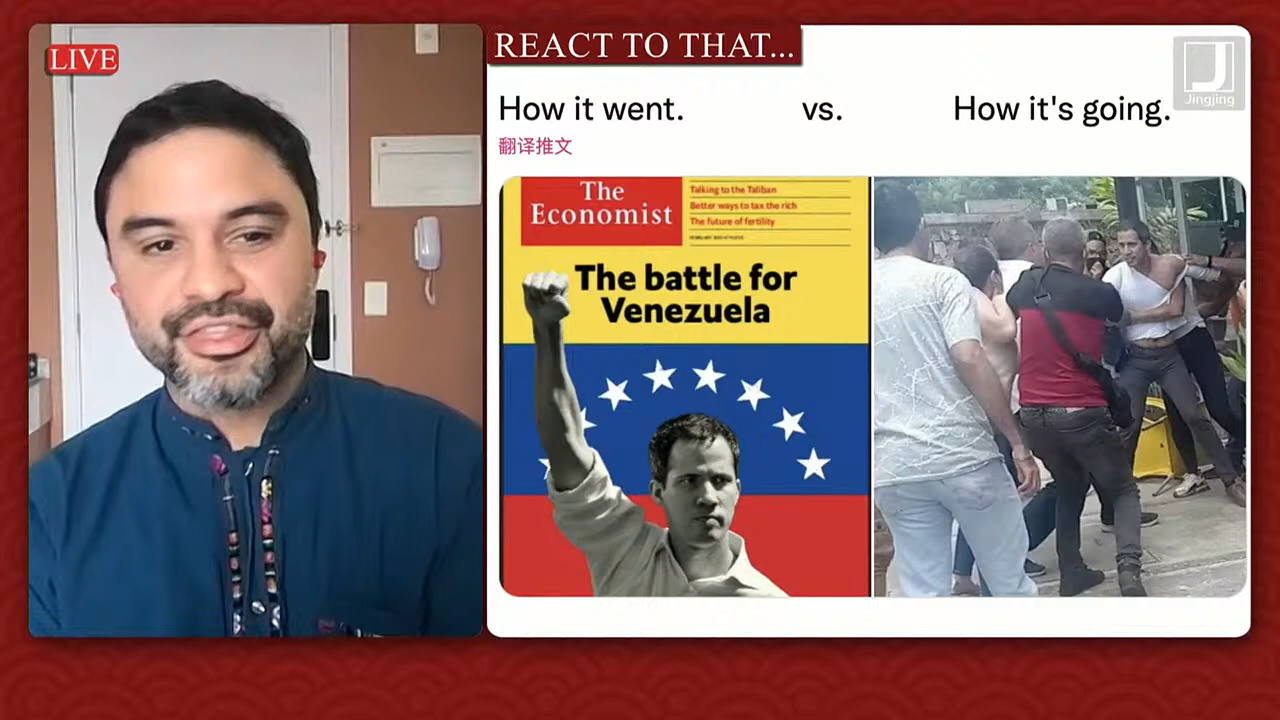 LIVE
REACT TO THAT...
J
Jingjing
How it went. vs. How it's going.
翻译推文
The
Economist
Talking to the Taliban
Better ways to tax the rich
The future of fertility
The battle for
Venezuela